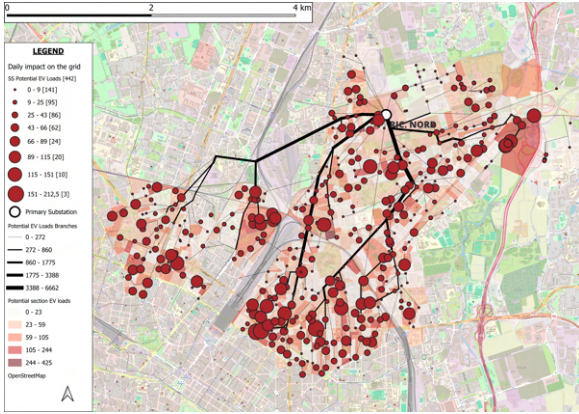 0 2 4 km
LEGEND
Daily impact on the grid
SS Potential EV Loads [442]
0 - 9 [141]
9 - 25 [95]
25 - 43 [86]
43 - 66 [62]
66 - 89 [24]
89 - 115 [20]
115 - 151 [10]
151 - 212,5 [3]
Primary Substation
Potential EV Loads Branches
0 - 272
272 - 860
860 - 1775
1775 - 3388
3388 - 6662
Potential section EV loads
0 - 23
23 - 59
59 - 105
105 - 244
244 - 425
OpenStreetMap
RIC. NORD